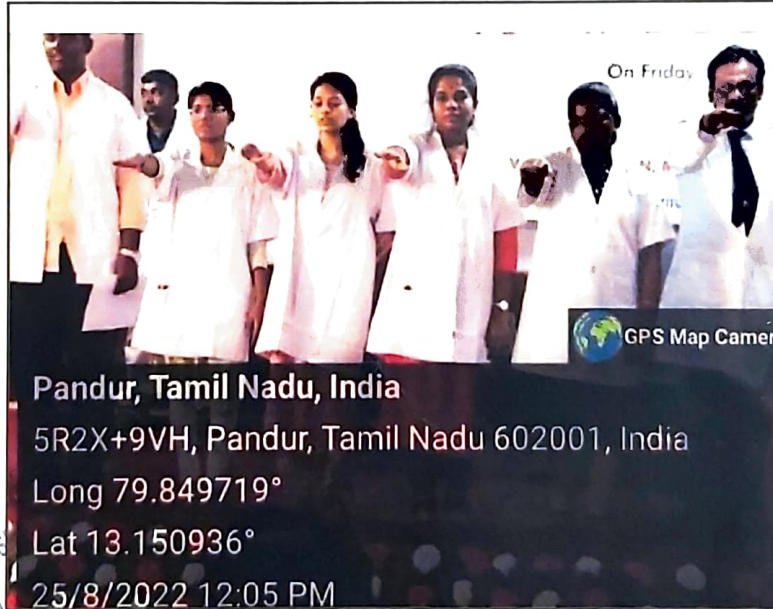 On Friday
GPS Map Camer
Pandur, Tamil Nadu, India
5R2X+9VH, Pandur, Tamil Nadu 602001, India
Long 79.849719°
Lat 13.150936°
25/8/2022 12:05 PM